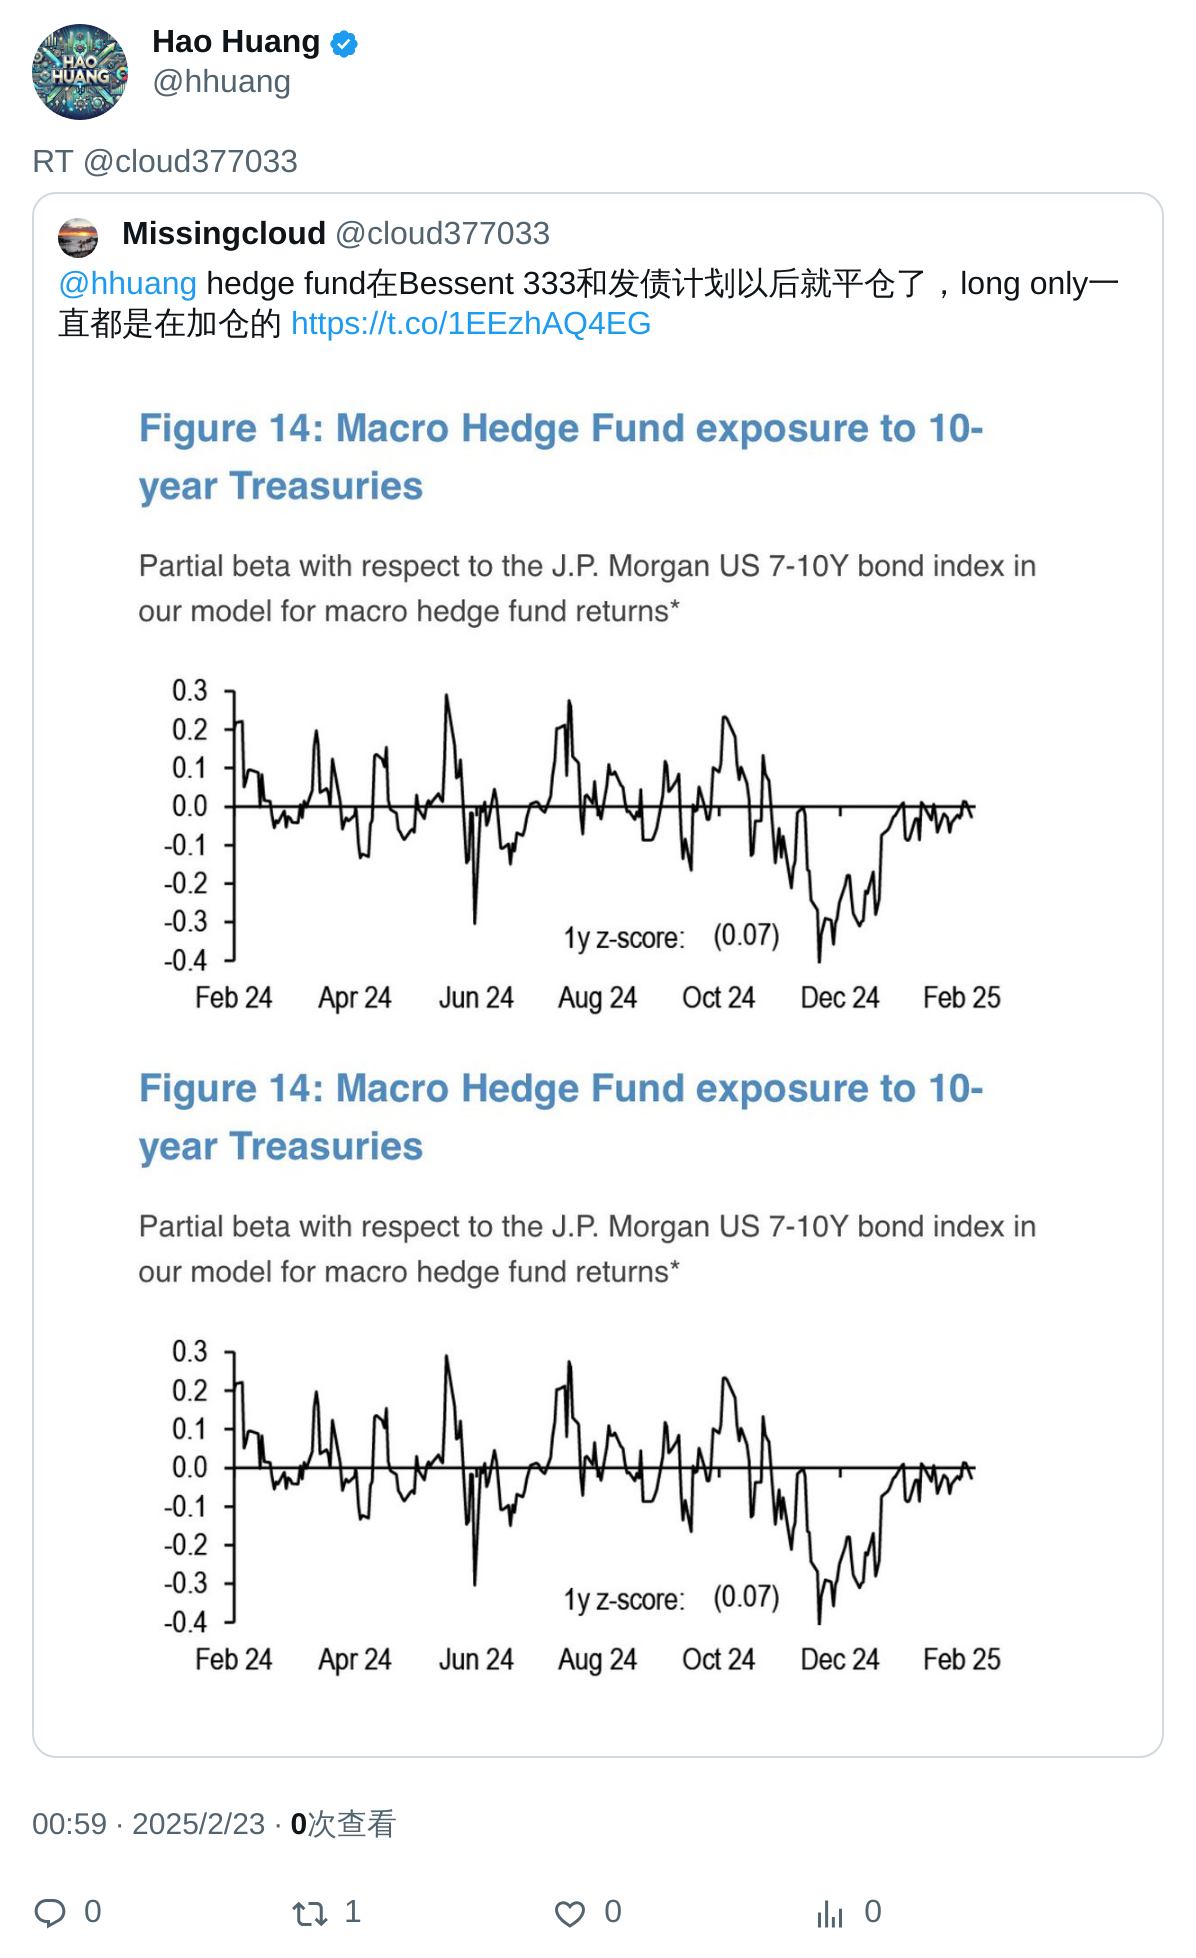 HAO
HUANG
Hao Huang
@hhuang
RT @cloud377033
Missingcloud @cloud377033
@hhuang hedge fund在Bessent 333和发债计划以后就平仓了，long only一
直都是在加仓的 https://t.co/1EEzhAQ4EG
Figure 14: Macro Hedge Fund exposure to 10-
year Treasuries
Partial beta with respect to the J.P. Morgan US 7-10Y bond index in
our model for macro hedge fund returns*
0.3
0.2
0.1
0.0
-0.1
-0.2
-0.3
-0.4
1y z-score: (0.07)
Feb 24 Apr 24 Jun 24 Aug 24 Oct 24 Dec 24 Feb 25
Figure 14: Macro Hedge Fund exposure to 10-
year Treasuries
Partial beta with respect to the J.P. Morgan US 7-10Y bond index in
our model for macro hedge fund returns*
0.3
0.2
0.1
0.0
-0.1
-0.2
-0.3
-0.4
1y z-score: (0.07)
Feb 24 Apr 24 Jun 24 Aug 24 Oct 24 Dec 24 Feb 25
00:59 · 2025/2/23 · 0次查看
0 1 0 0